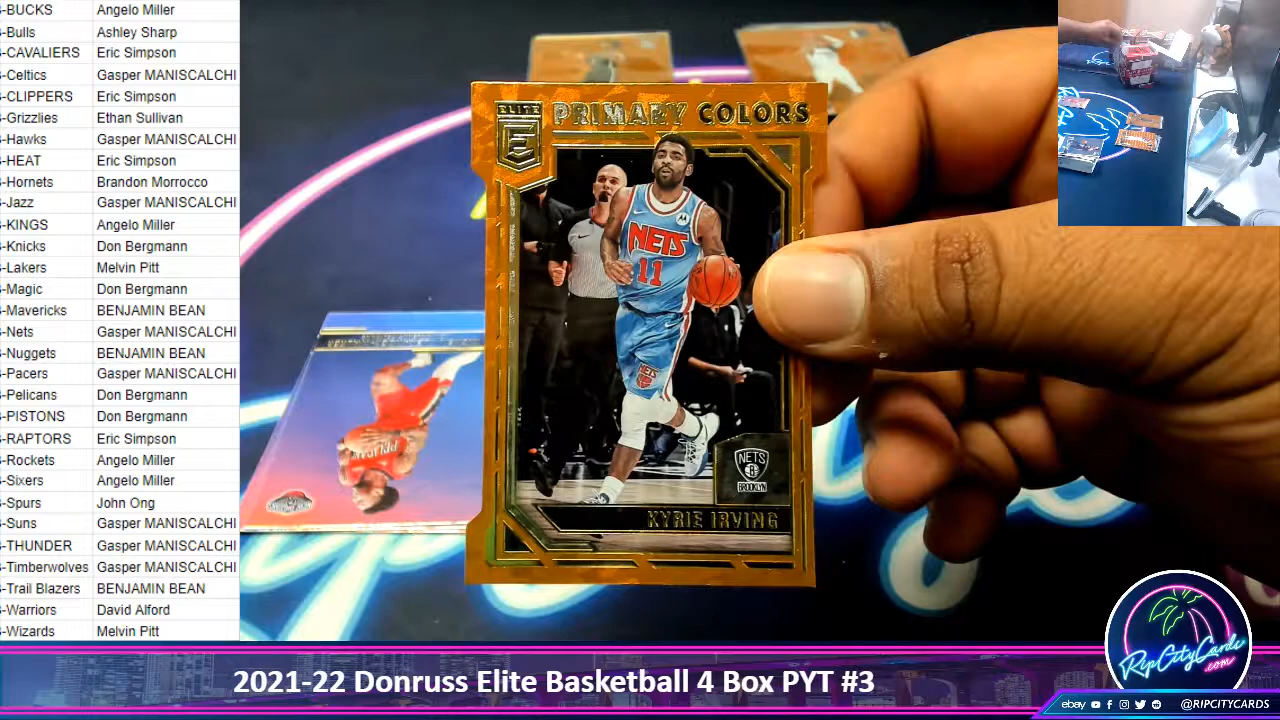 -BUCKS Angelo Miller
-Bulls Ashley Sharp
-CAVALIERS Eric Simpson
-Celtics Gasper MANISCALCHI
-CLIPPERS Eric Simpson
-Grizzlies Ethan Sullivan
-Hawks Gasper MANISCALCHI
-HEAT Eric Simpson
-Hornets Brandon Morrocco
-Jazz Gasper MANISCALCHI
-KINGS Angelo Miller
-Knicks Don Bergmann
-Lakers Melvin Pitt
-Magic Don Bergmann
-Mavericks BENJAMIN BEAN
-Nets Gasper MANISCALCHI
-Nuggets BENJAMIN BEAN
-Pacers Gasper MANISCALCHI
-Pelicans Don Bergmann
-PISTONS Don Bergmann
-RAPTORS Eric Simpson
-Rockets Angelo Miller
-Sixers Angelo Miller
-Spurs John Ong
-Suns Gasper MANISCALCHI
-THUNDER Gasper MANISCALCHI
-Timberwolves Gasper MANISCALCHI
-Trail Blazers BENJAMIN BEAN
-Warriors David Alford
-Wizards Melvin Pitt
ELITE
E
PRIMARY COLORS
NETS
11
NETS
NETS
B
BROOKLYN
KYRIE IRVING
RipCityCards
.com
2021-22 Donruss Elite Basketball 4 Box PYT #3
ebay @RIPCITYCARDS